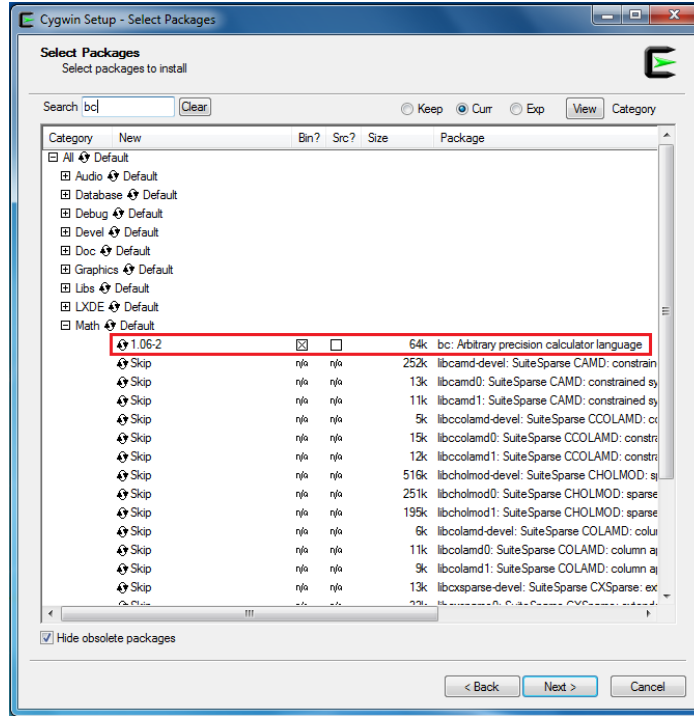 Cygwin Setup - Select Packages
Select Packages
Select packages to install
Search bc Clear Keep Curr Exp View Category
Category New Bin? Src? Size Package
All Default
Audio Default
Database Default
Debug Default
Devel Default
Doc Default
Graphics Default
Libs Default
LXDE Default
Math Default
1.06-2 64k bc: Arbitrary precision calculator language
Skip n/a n/a 252k libcamd-devel: SuiteSparse CAMD: constrain
Skip n/a n/a 13k libcamd0: SuiteSparse CAMD: constrained sy
Skip n/a n/a 11k libcamd1: SuiteSparse CAMD: constrained sy
Skip n/a n/a 5k libccolamd-devel: SuiteSparse CCOLAMD: co
Skip n/a n/a 15k libccolamd0: SuiteSparse CCOLAMD: constra
Skip n/a n/a 12k libccolamd1: SuiteSparse CCOLAMD: constra
Skip n/a n/a 516k libcholmod-devel: SuiteSparse CHOLMOD: sp
Skip n/a n/a 251k libcholmod0: SuiteSparse CHOLMOD: sparse
Skip n/a n/a 195k libcholmod1: SuiteSparse CHOLMOD: sparse
Skip n/a n/a 6k libcolamd-devel: SuiteSparse COLAMD: colu
Skip n/a n/a 11k libcolamd0: SuiteSparse COLAMD: column a
Skip n/a n/a 9k libcolamd1: SuiteSparse COLAMD: column a
Skip n/a n/a 13k libcxsparse-devel: SuiteSparse CXSparse: ex
Hide obsolete packages
< Back Next > Cancel